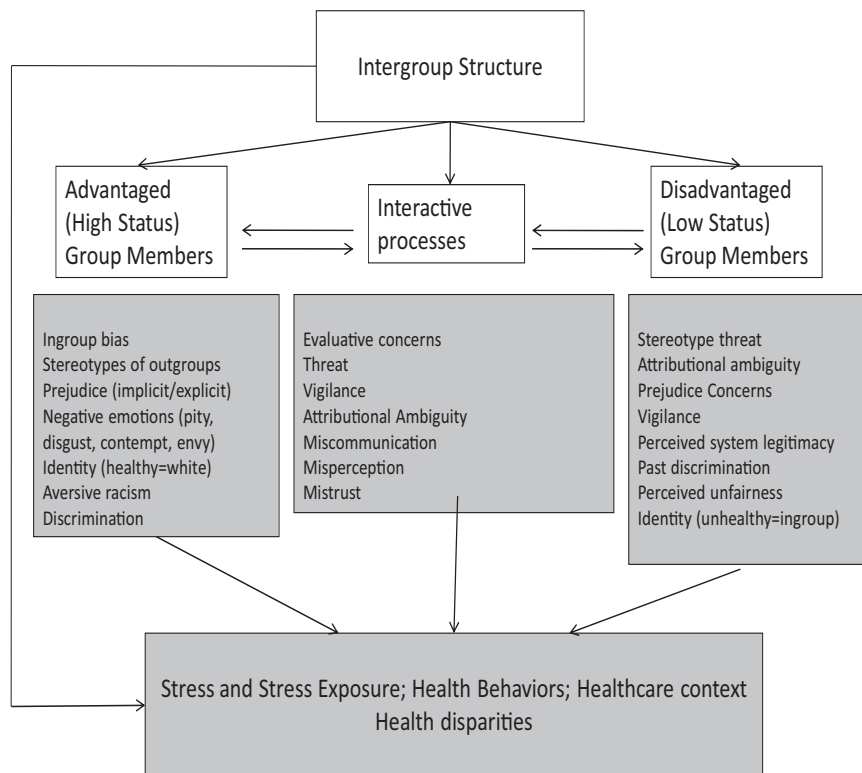 Intergroup Structure
Advantaged
(High Status)
Group Members
Interactive
processes
Disadvantaged
(Low Status)
Group Members
Ingroup bias
Stereotypes of outgroups
Prejudice (implicit/explicit)
Negative emotions (pity,
disgust, contempt, envy)
Identity (healthy=white)
Aversive racism
Discrimination
Evaluative concerns
Threat
Vigilance
Attributional Ambiguity
Miscommunication
Misperception
Mistrust
Stereotype threat
Attributional ambiguity
Prejudice Concerns
Vigilance
Perceived system legitimacy
Past discrimination
Perceived unfairness
Identity (unhealthy=ingroup)
Stress and Stress Exposure; Health Behaviors; Healthcare context
Health disparities